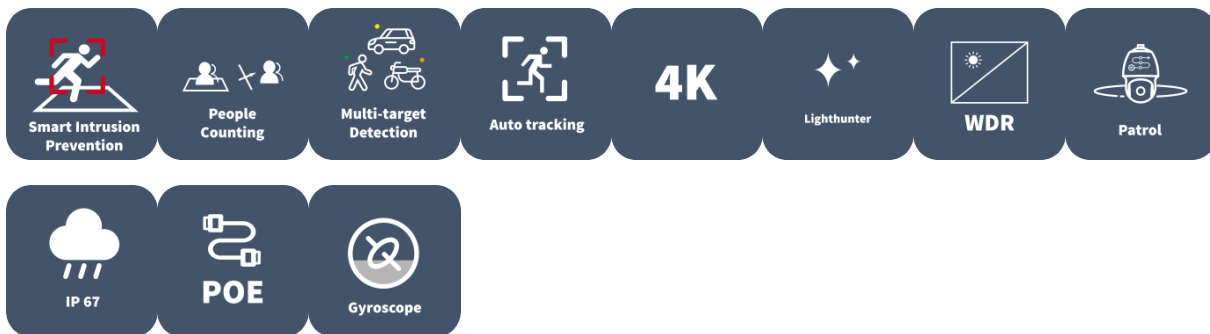 Smart Intrusion
Prevention
People
Counting
Multi-target
Detection
Auto tracking
4K
Lighthunter
WDR
Patrol
IP 67
POE
Gyroscope